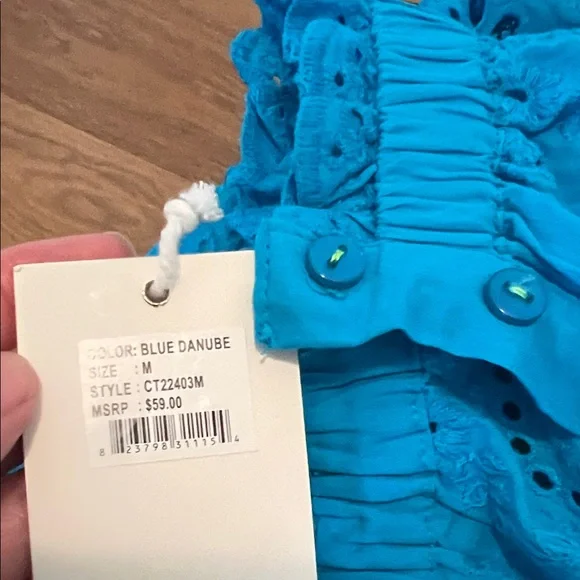 COLOR: BLUE DANUBE
SIZE : M
STYLE : CT22403M
MSRP : $59.00
8 23798 31115 4